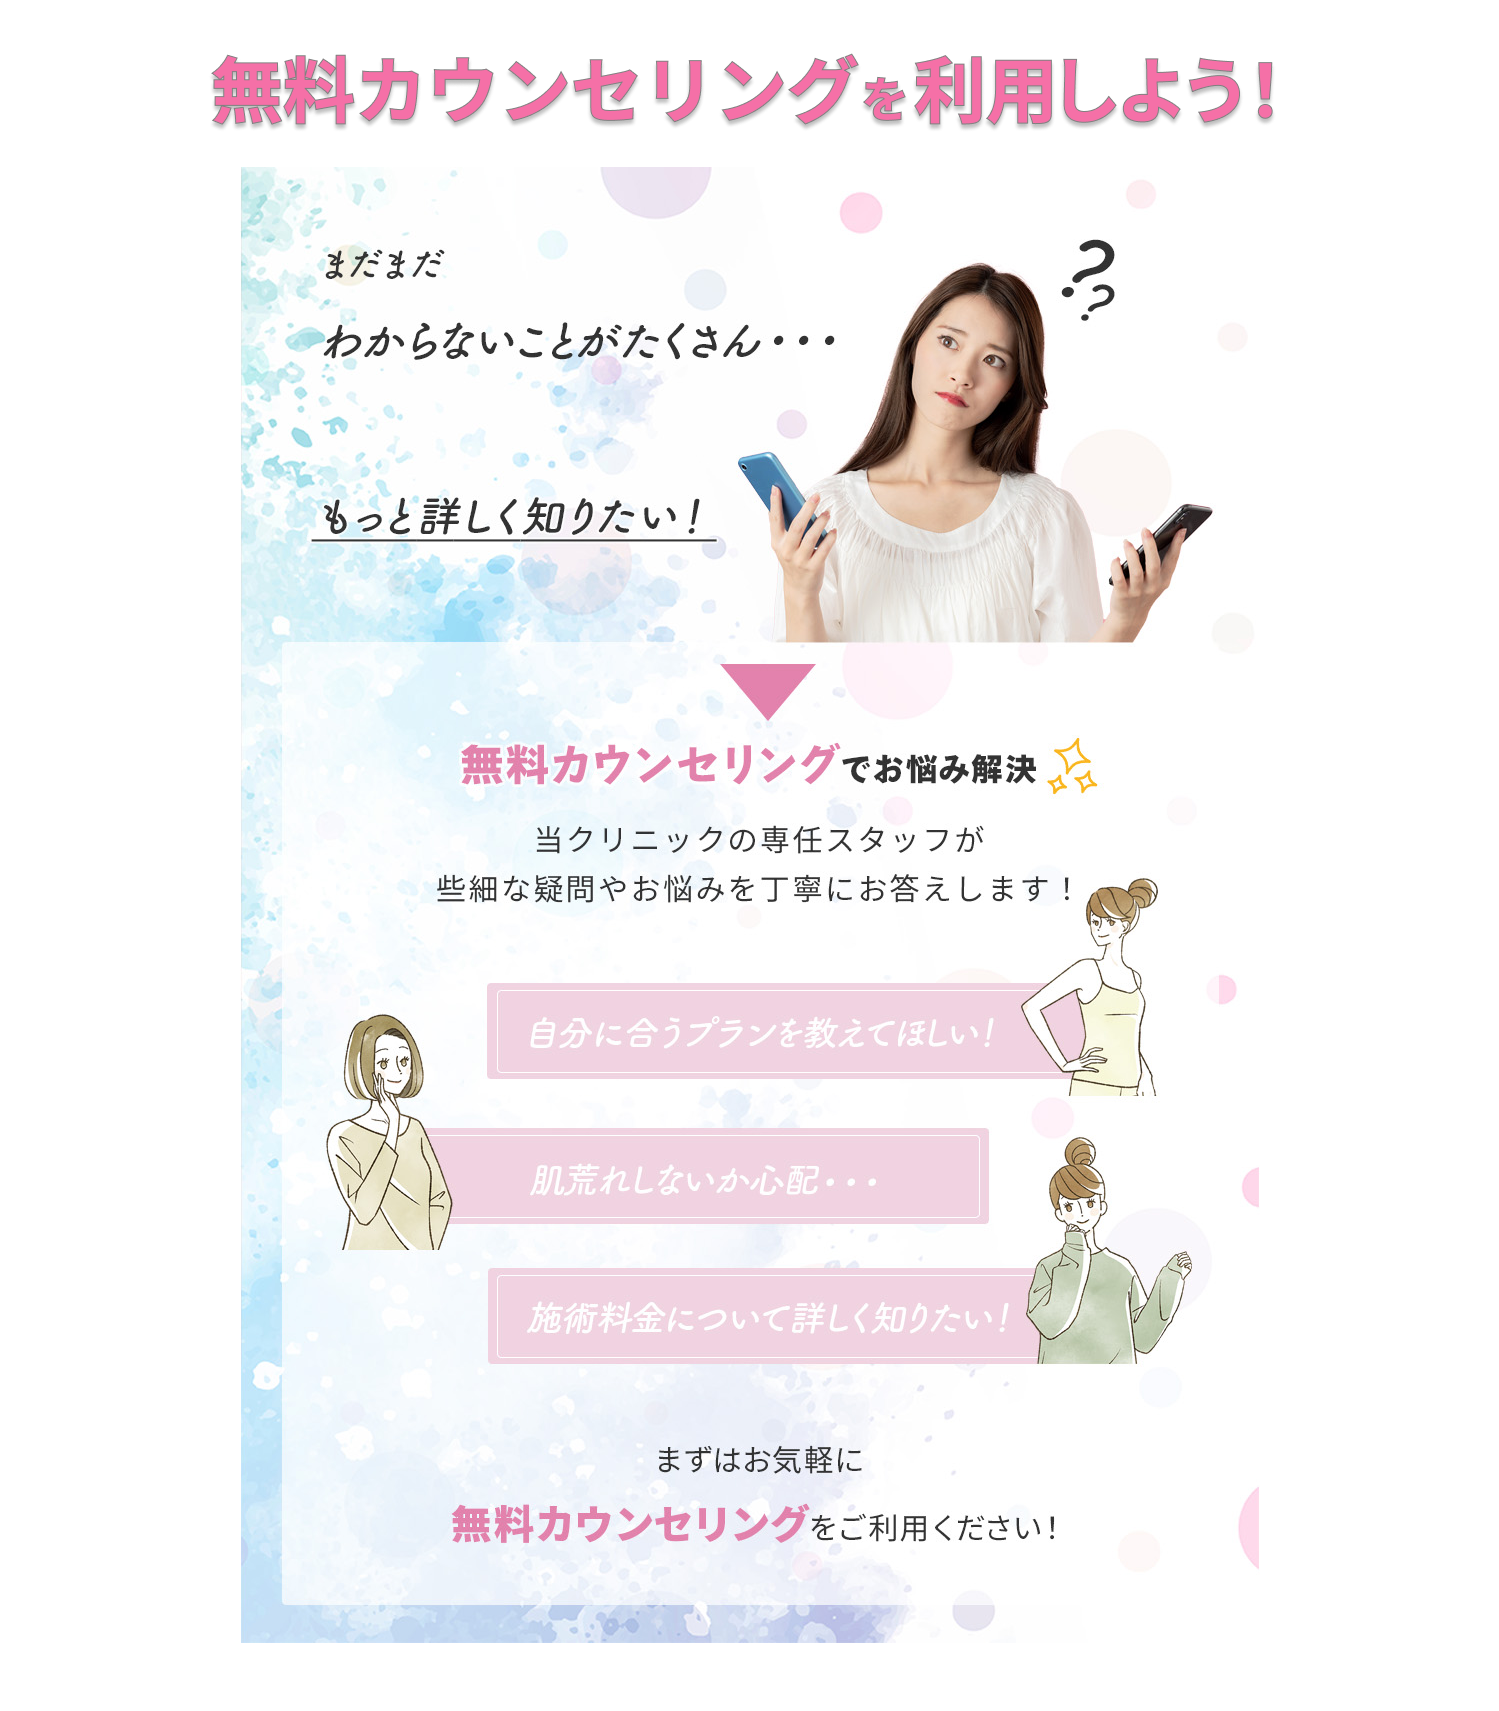 無料カウンセリングを利用しよう!
まだまだ
わからないことがたくさん・・・
??
もっと詳しく知りたい！
無料カウンセリングでお悩み解決
当クリニックの専任スタッフが
些細な疑問やお悩みを丁寧にお答えします！
自分に合うプランを教えてほしい！
肌荒れしないか心配・・・
施術料金について詳しく知りたい！
まずはお気軽に
無料カウンセリングをご利用ください！